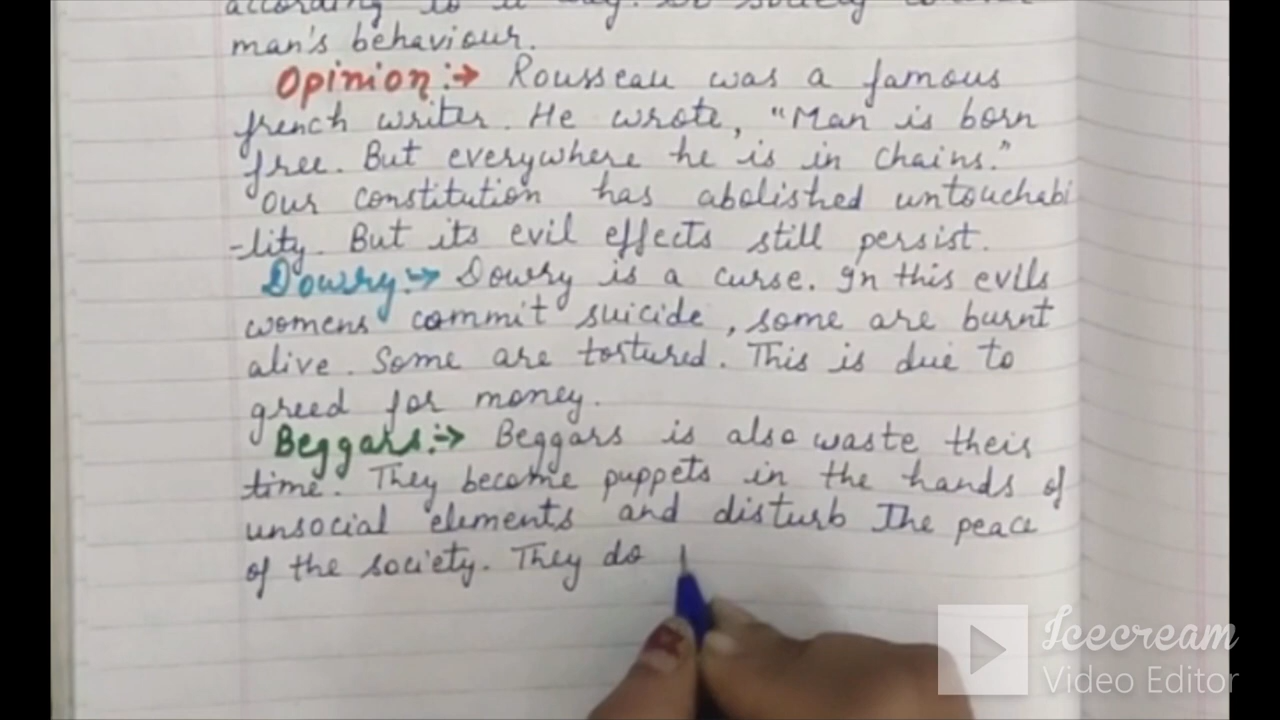 according to
man's behaviour.
Opinion :→ Rousseau was a famous
french writer. He wrote, "Man is born
free. But everywhere he is in chains."
Our constitution has abolished untouchabi
-lity. But its evil effects still persist.
Dowry :→ Dowry is a curse. In this evils
womens commit suicide, some are burnt
alive. Some are tortured. This is due to
greed for money.
Beggars :→ Beggars is also waste their
time. They become puppets in the hands of
unsocial elements and disturb The peace
of the society. They do
Icecream
Video Editor